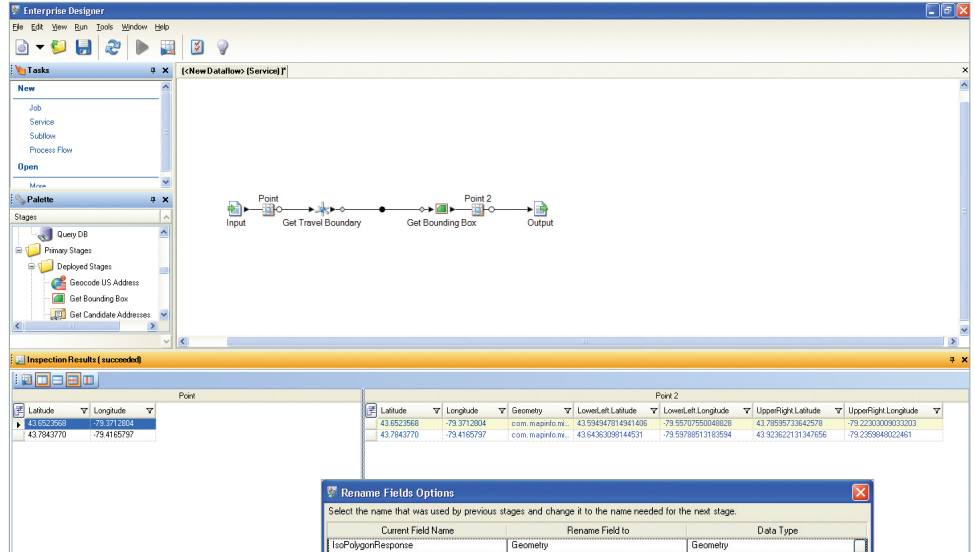 Enterprise Designer
File Edit View Run Tools Window Help
Tasks
[<New Dataflow> (Service)]*
New
Job
Service
Subflow
Process Flow
Open
More
Palette
Stages
Query DB
Primary Stages
Deployed Stages
Geocode US Address
Get Bounding Box
Get Candidate Addresses
Point Point 2
Input Get Travel Boundary Get Bounding Box Output
Inspection Results ( succeeded)
Point Point 2
Latitude Longitude Latitude Longitude Geometry LowerLeft.Latitude LowerLeft.Longitude UpperRight.Latitude UpperRight.Longitude
43.6523568 -79.3712804 43.6523568 -79.3712804 com.mapinfo.mi... 43.594947814941406 -79.55707550048828 43.78595733642578 -79.22303009033203
43.7843770 -79.4165797 43.7843770 -79.4165797 com.mapinfo.mi... 43.64363098144531 -79.59788513183594 43.923622131347656 -79.2359848022461
Rename Fields Options
Select the name that was used by previous stages and change it to the name needed for the next stage.
Current Field Name Rename Field to Data Type
IsoPolygonResponse Geometry Geometry